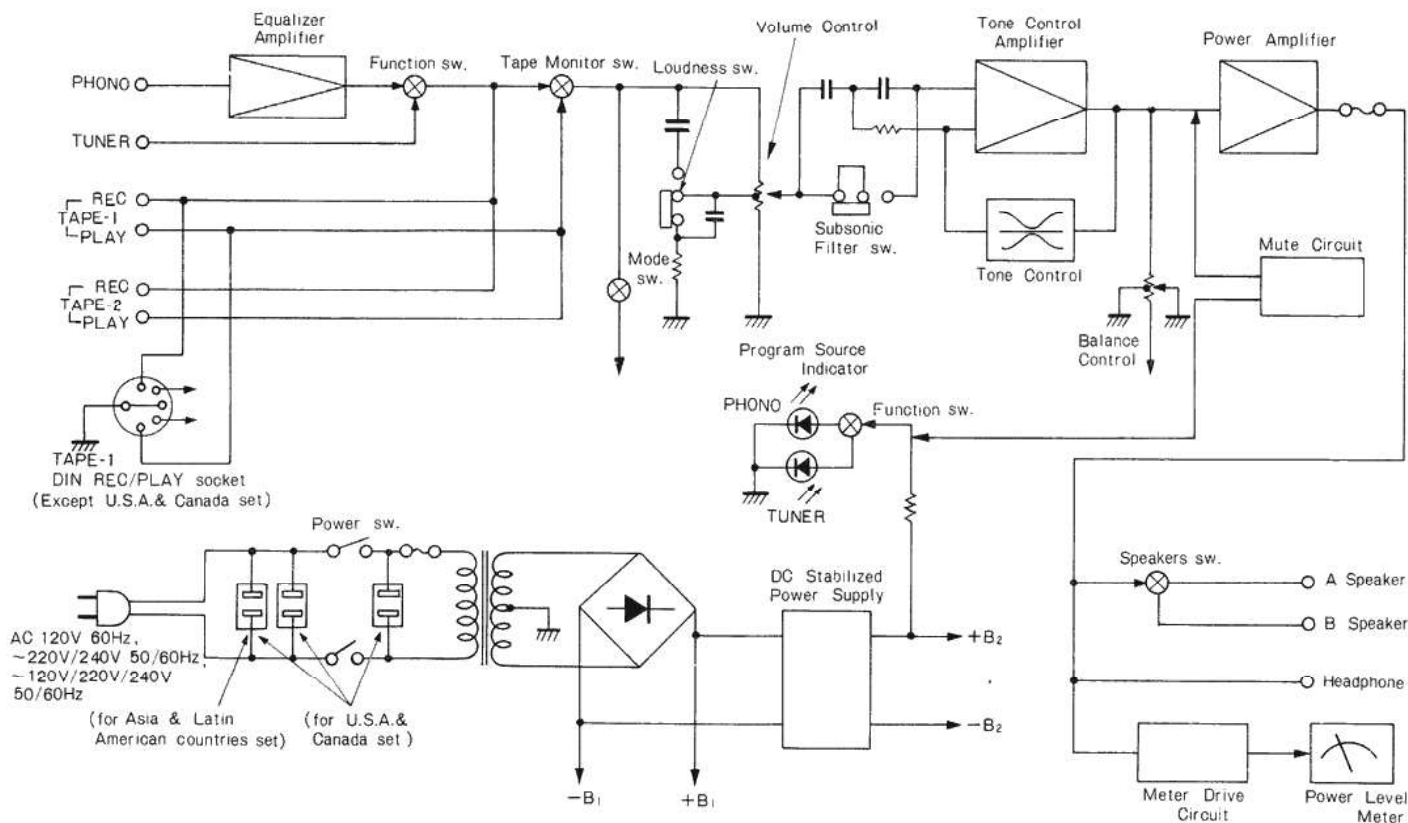 Equalizer
Amplifier
Function sw.
Tape Monitor sw.
Loudness sw.
Volume Control
Tone Control
Amplifier
Power Amplifier
PHONO
TUNER
REC
TAPE-1
PLAY
REC
TAPE-2
PLAY
Mode
sw.
Subsonic
Filter sw.
Tone Control
Mute Circuit
Balance
Control
Program Source
Indicator
PHONO
Function sw.
TUNER
TAPE-1
DIN REC/PLAY socket
(Except U.S.A.& Canada set)
Power sw.
AC 120V 60Hz,
~220V/240V 50/60Hz,
~120V/220V/240V
50/60Hz
(for Asia & Latin
American countries set)
(for U.S.A.&
Canada set)
DC Stabilized
Power Supply
+B2
-B2
-B1
+B1
Speakers sw.
A Speaker
B Speaker
Headphone
Meter Drive
Circuit
Power Level
Meter